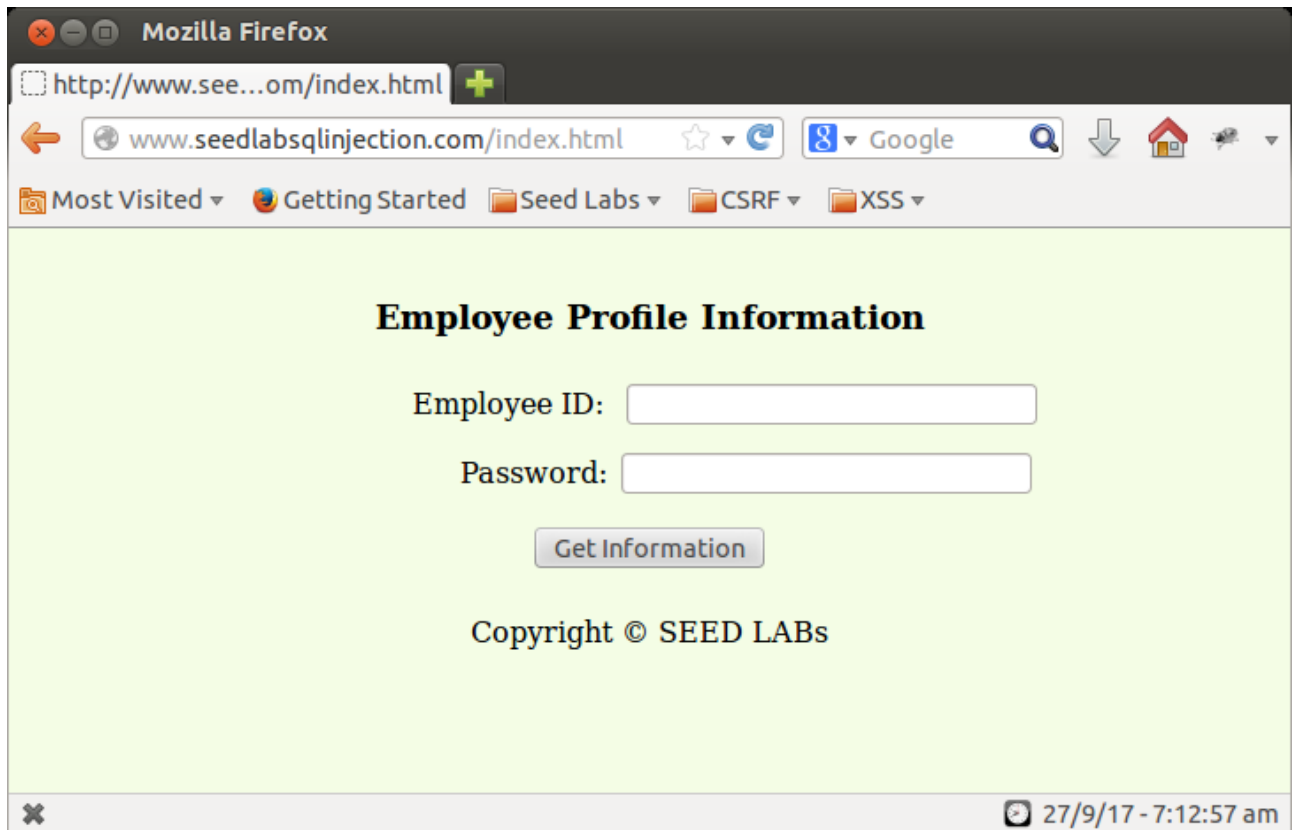 Mozilla Firefox
http://www.see...om/index.html
www.seedlabsqlinjection.com/index.html
8 Google
Most Visited Getting Started Seed Labs CSRF XSS
Employee Profile Information
Employee ID:
Password:
Get Information
Copyright © SEED LABs
27/9/17 - 7:12:57 am